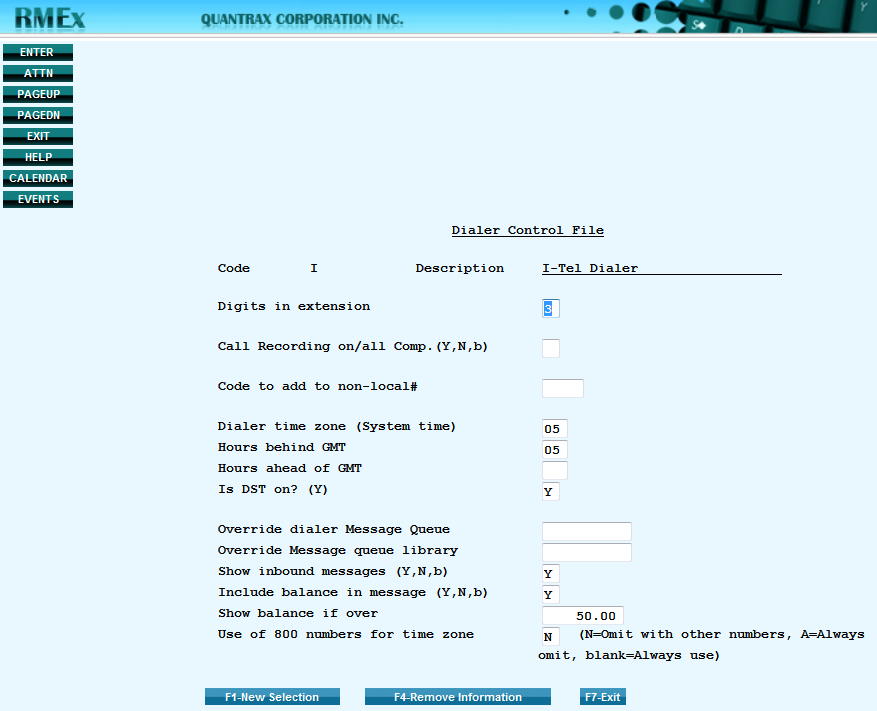 RMEx
QUANTRAX CORPORATION INC.
S
D
Y
ENTER
ATTN
PAGEUP
PAGEDN
EXIT
HELP
CALENDAR
EVENTS
Dialer Control File
Code I Description I-Tel Dialer
Digits in extension 3
Call Recording on/all Comp.(Y,N,b)
Code to add to non-local#
Dialer time zone (System time) 05
Hours behind GMT 05
Hours ahead of GMT
Is DST on? (Y) Y
Override dialer Message Queue
Override Message queue library
Show inbound messages (Y,N,b) Y
Include balance in message (Y,N,b) Y
Show balance if over 50.00
Use of 800 numbers for time zone N (N=Omit with other numbers, A=Always
omit, blank=Always use)
F1-New Selection F4-Remove Information F7-Exit